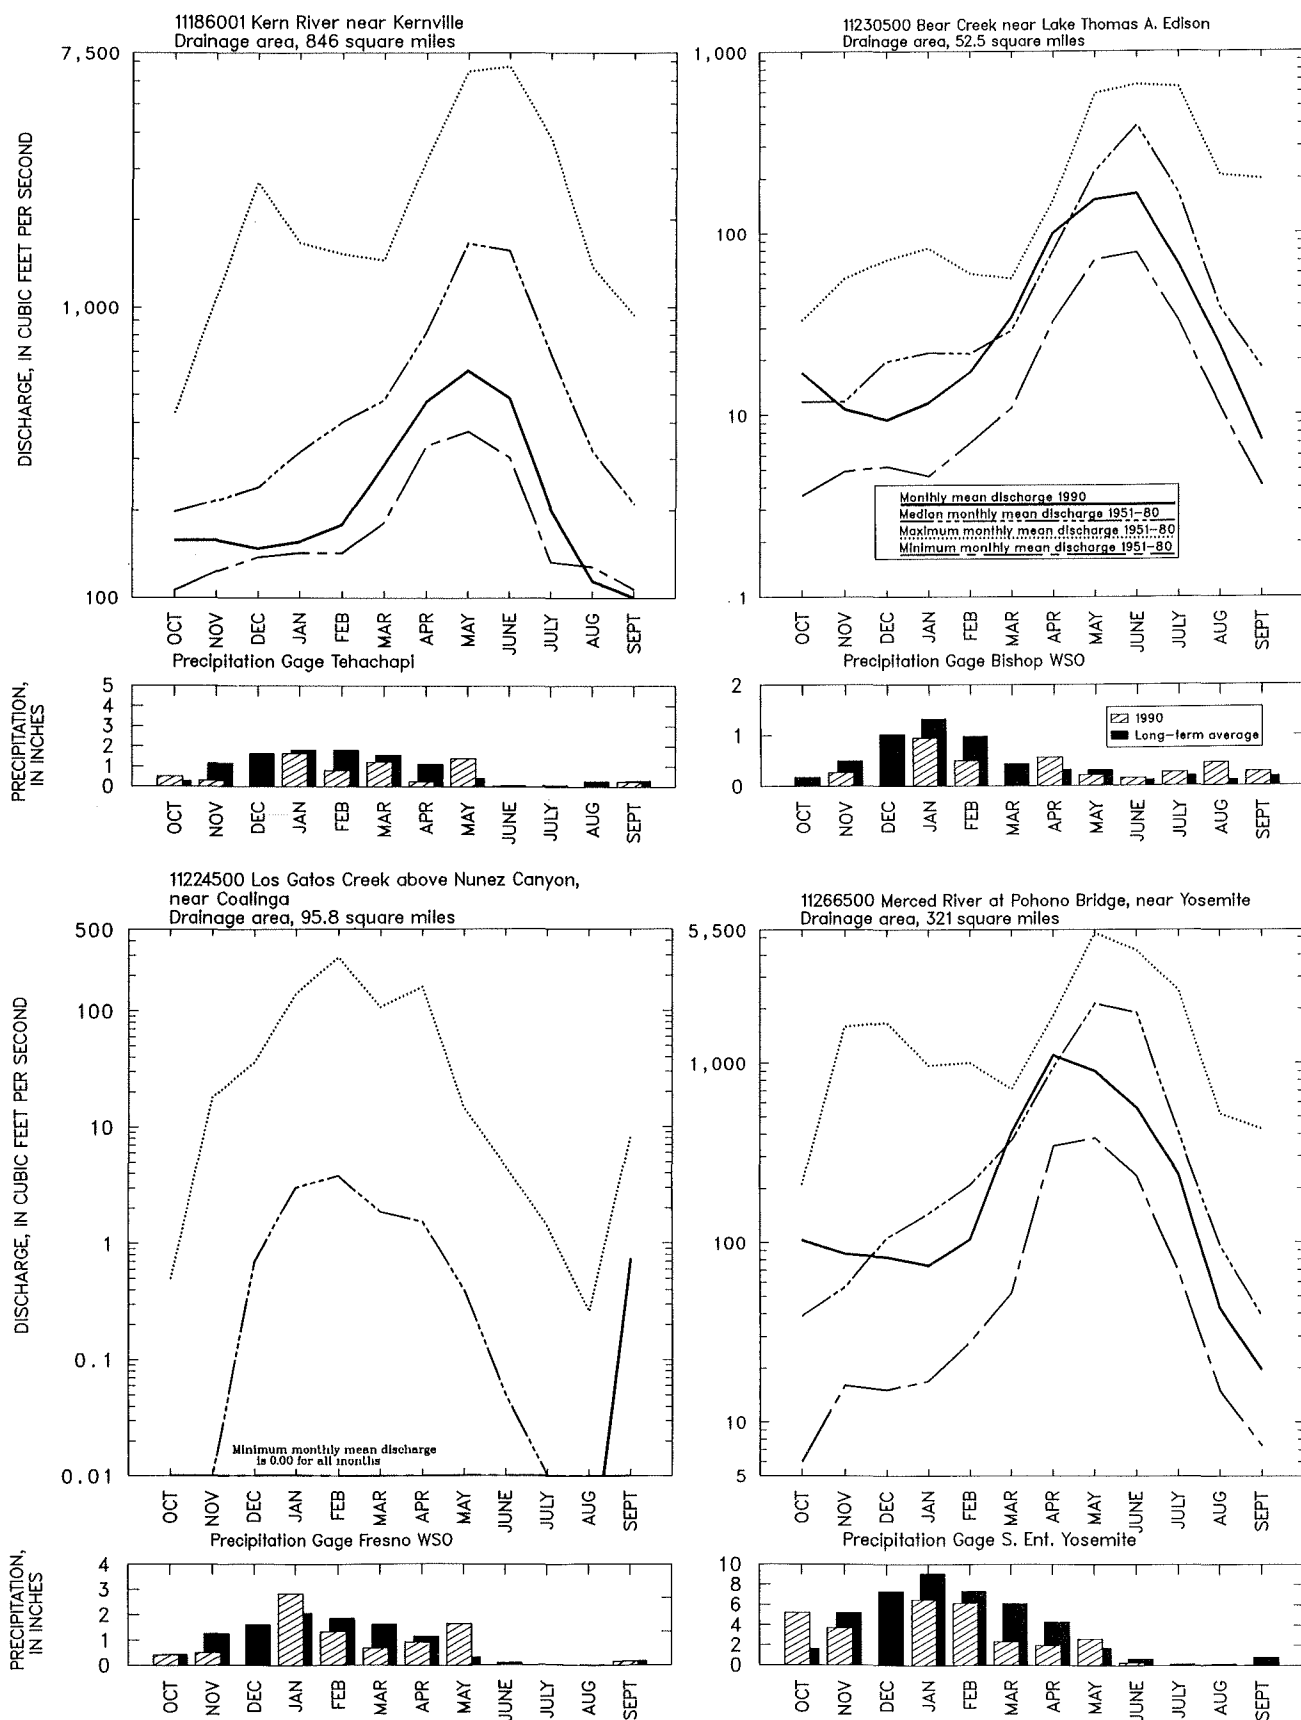 11186001 Kern River near Kernville
Drainage area, 846 square miles
7,500
1,000
100
DISCHARGE, IN CUBIC FEET PER SECOND
OCT NOV DEC JAN FEB MAR APR MAY JUNE JULY AUG SEPT
Precipitation Gage Tehachapi
PRECIPITATION,
IN INCHES
5
4
3
2
1
0
OCT NOV DEC JAN FEB MAR APR MAY JUNE JULY AUG SEPT
11230500 Bear Creek near Lake Thomas A. Edison
Drainage area, 52.5 square miles
1,000
100
10
1
Monthly mean discharge 1990
Median monthly mean discharge 1951-80
Maximum monthly mean discharge 1951-80
Minimum monthly mean discharge 1951-80
OCT NOV DEC JAN FEB MAR APR MAY JUNE JULY AUG SEPT
Precipitation Gage Bishop WSO
2
1
0
1990
Long-term average
OCT NOV DEC JAN FEB MAR APR MAY JUNE JULY AUG SEPT
11224500 Los Gatos Creek above Nunez Canyon,
near Coalinga
Drainage area, 95.8 square miles
500
100
10
1
0.1
0.01
DISCHARGE, IN CUBIC FEET PER SECOND
Minimum monthly mean discharge
is 0.00 for all months
OCT NOV DEC JAN FEB MAR APR MAY JUNE JULY AUG SEPT
Precipitation Gage Fresno WSO
PRECIPITATION,
IN INCHES
4
3
2
1
0
OCT NOV DEC JAN FEB MAR APR MAY JUNE JULY AUG SEPT
11266500 Merced River at Pohono Bridge, near Yosemite
Drainage area, 321 square miles
5,500
1,000
100
10
5
OCT NOV DEC JAN FEB MAR APR MAY JUNE JULY AUG SEPT
Precipitation Gage S. Ent. Yosemite
10
8
6
4
2
0
OCT NOV DEC JAN FEB MAR APR MAY JUNE JULY AUG SEPT